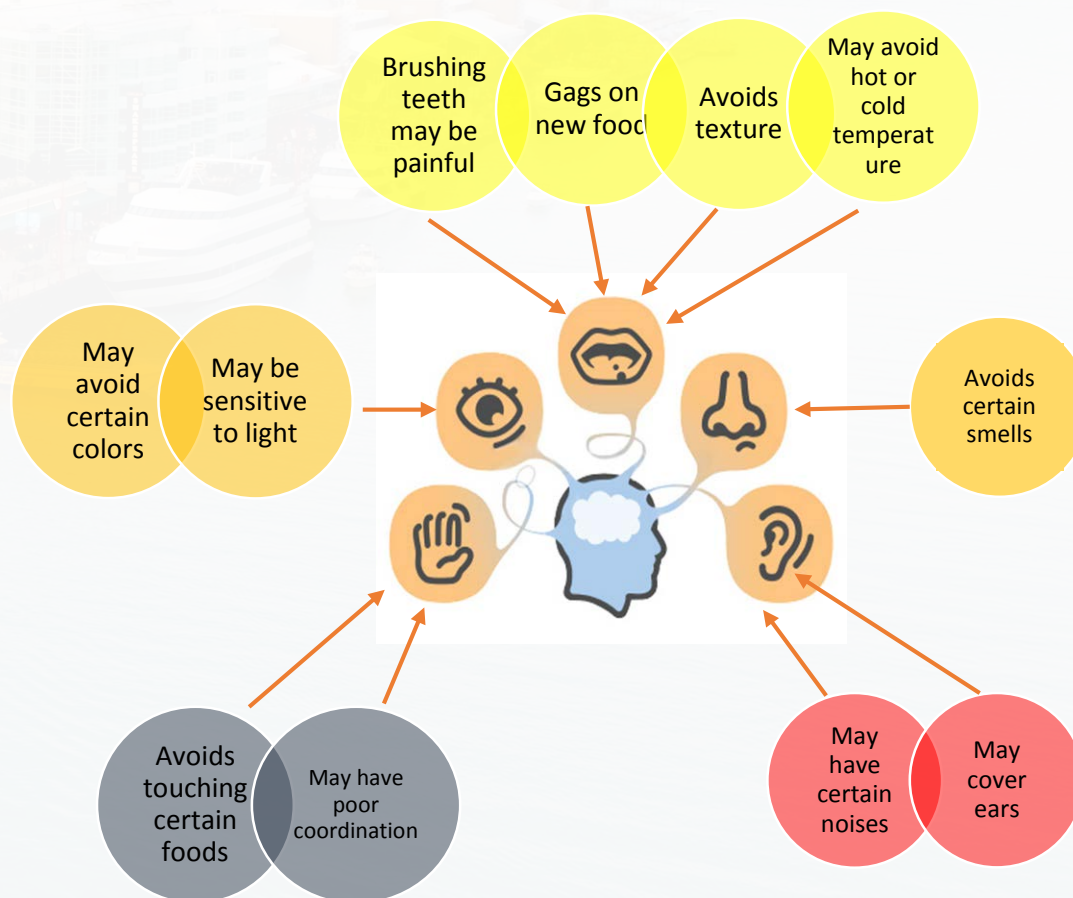 Brushing
teeth
may be
painful
Gags on
new food
Avoids
texture
May avoid
hot or
cold
temperat
ure
May
avoid
certain
colors
May be
sensitive
to light
Avoids
certain
smells
Avoids
touching
certain
foods
May have
poor
coordination
May
have
certain
noises
May
cover
ears